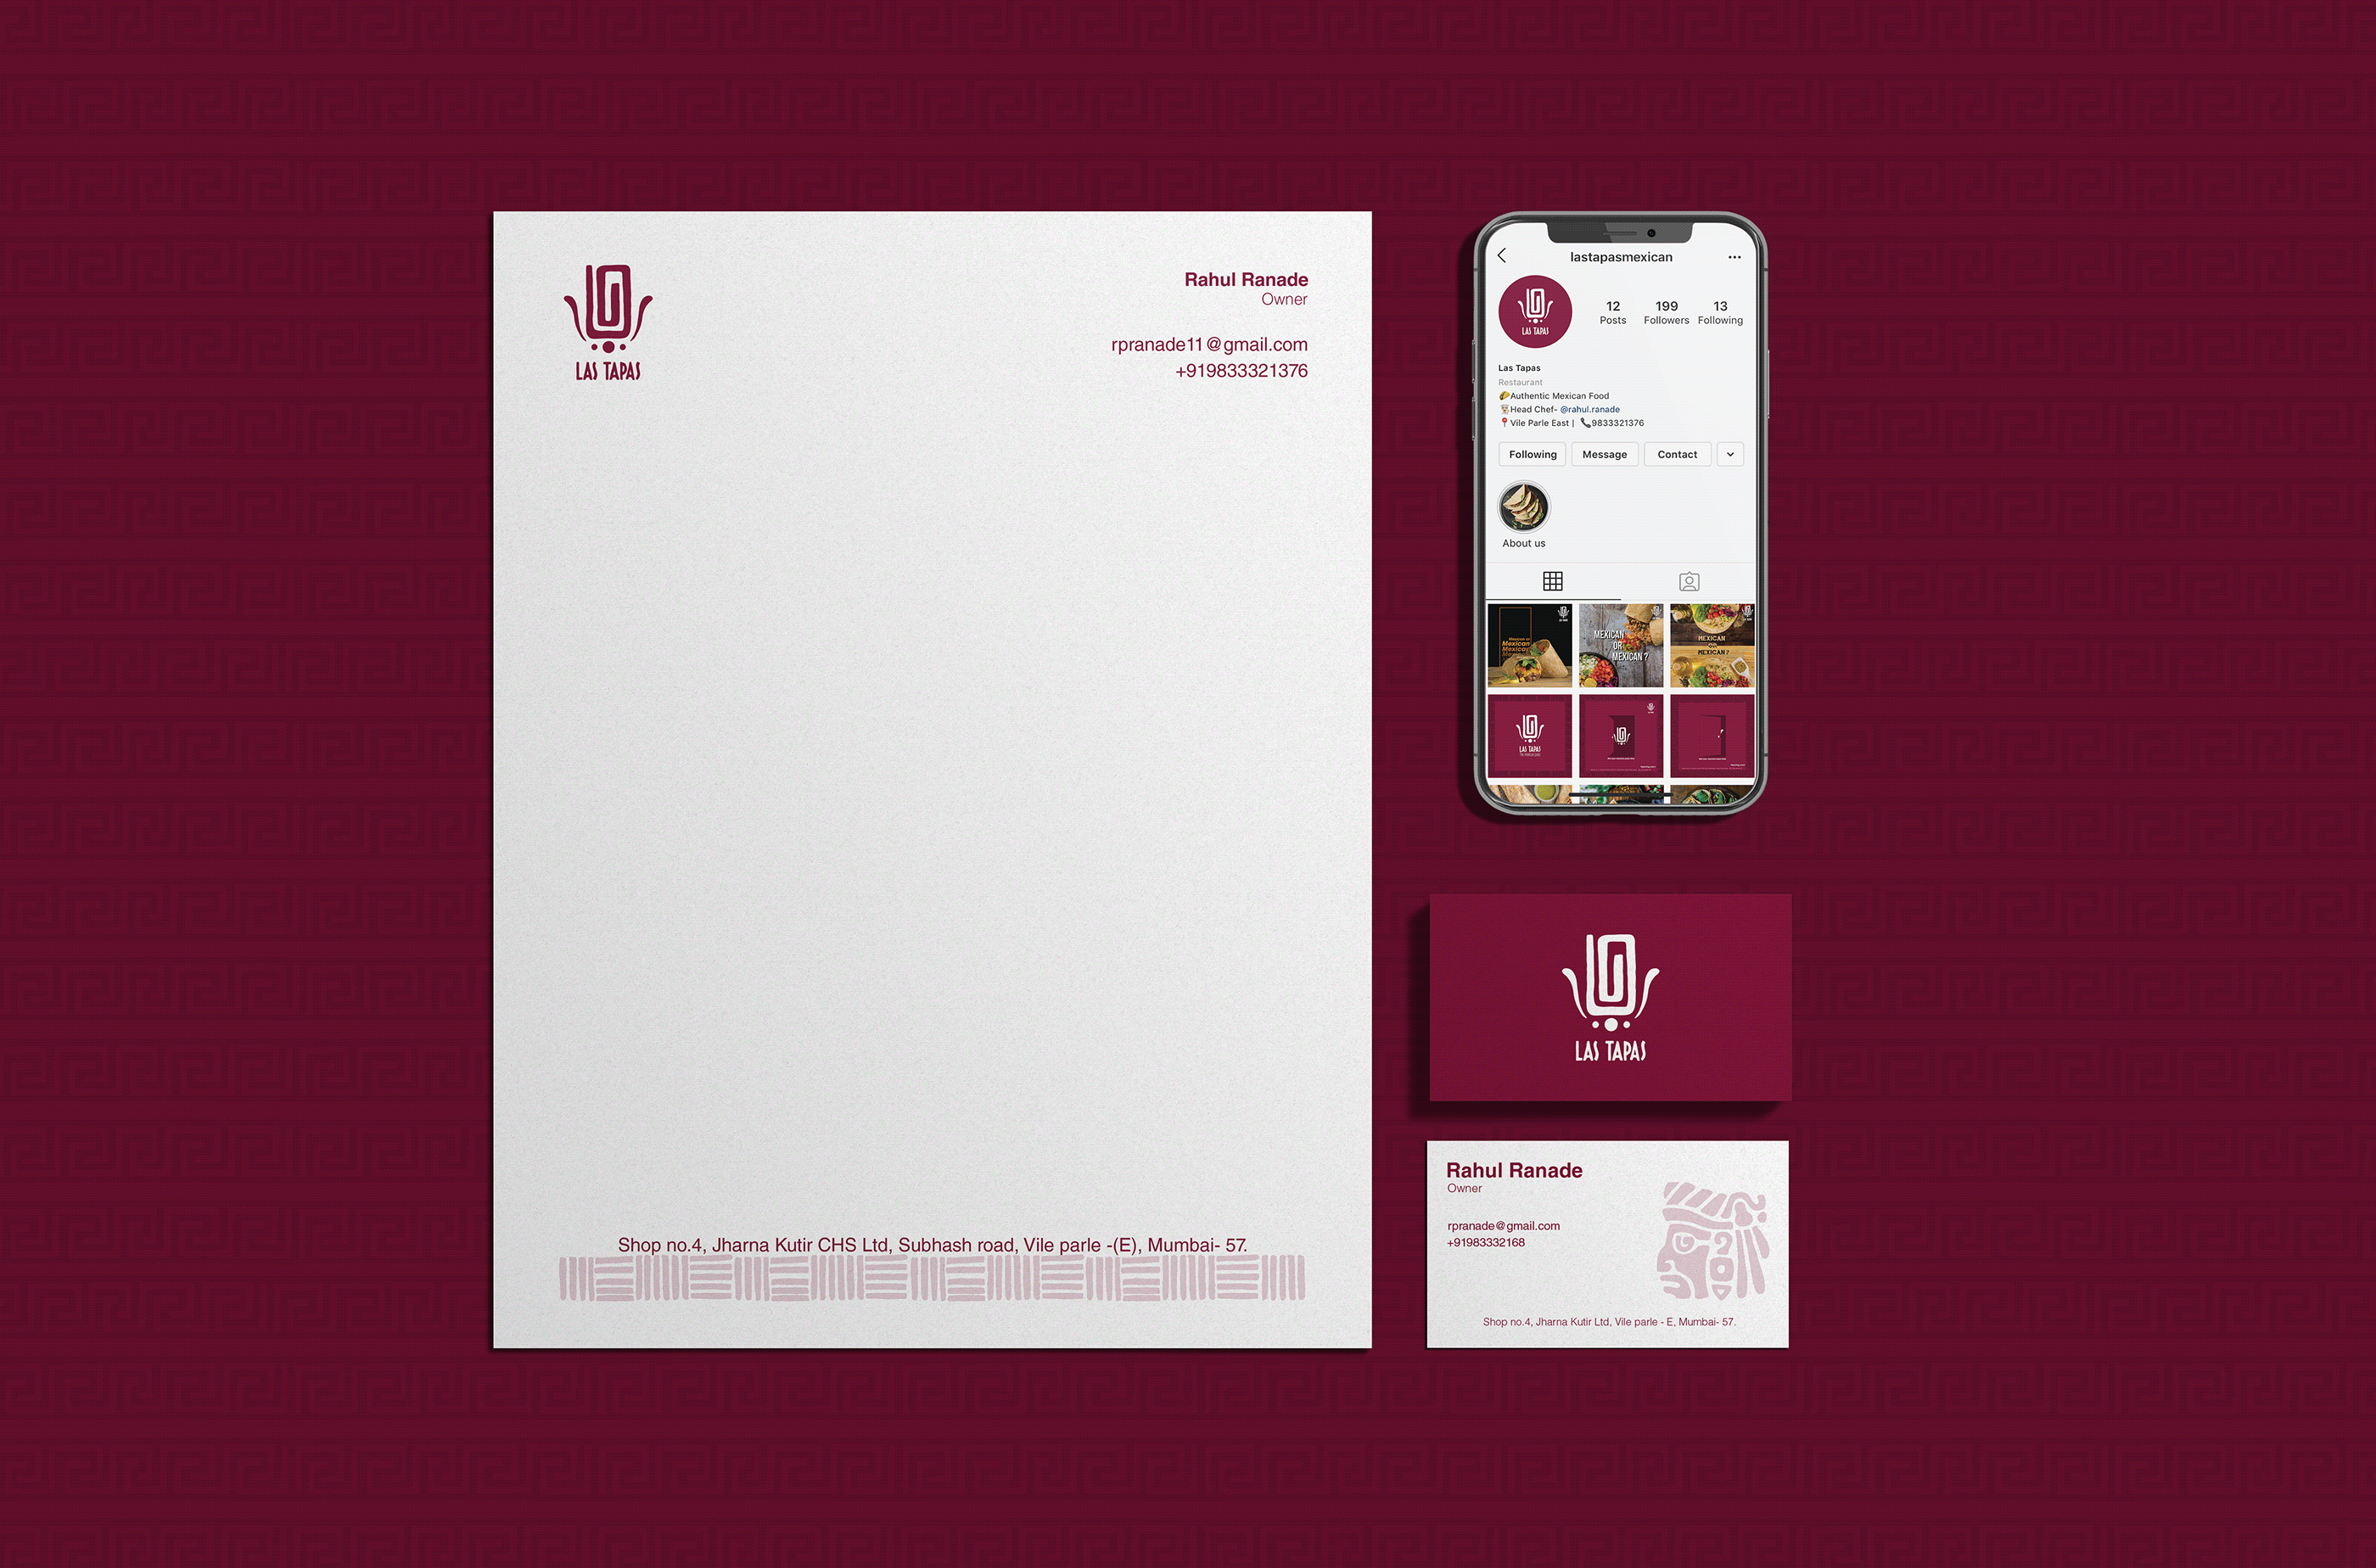 LAS TAPAS
Rahul Ranade
Owner
rpranade11@gmail.com
+919833321376
Shop no.4, Jharna Kutir CHS Ltd, Subhash road, Vile parle -(E), Mumbai- 57.
lastapasmexican
LAS TAPAS
12 199 13
Posts Followers Following
Las Tapas
Restaurant
🌮Authentic Mexican Food
👨‍🍳Head Chef- @rahul.ranade
📍Vile Parle East | 📞9833321376
Following Message Contact
About us
Mexican or
Mexican
Mexican
MEXICAN
OR
MEXICAN ?
MEXICAN
OR
MEXICAN ?
LAS TAPAS
LAS TAPAS
Rahul Ranade
Owner
rpranade@gmail.com
+91983332168
Shop no.4, Jharna Kutir Ltd, Vile parle - E, Mumbai- 57.